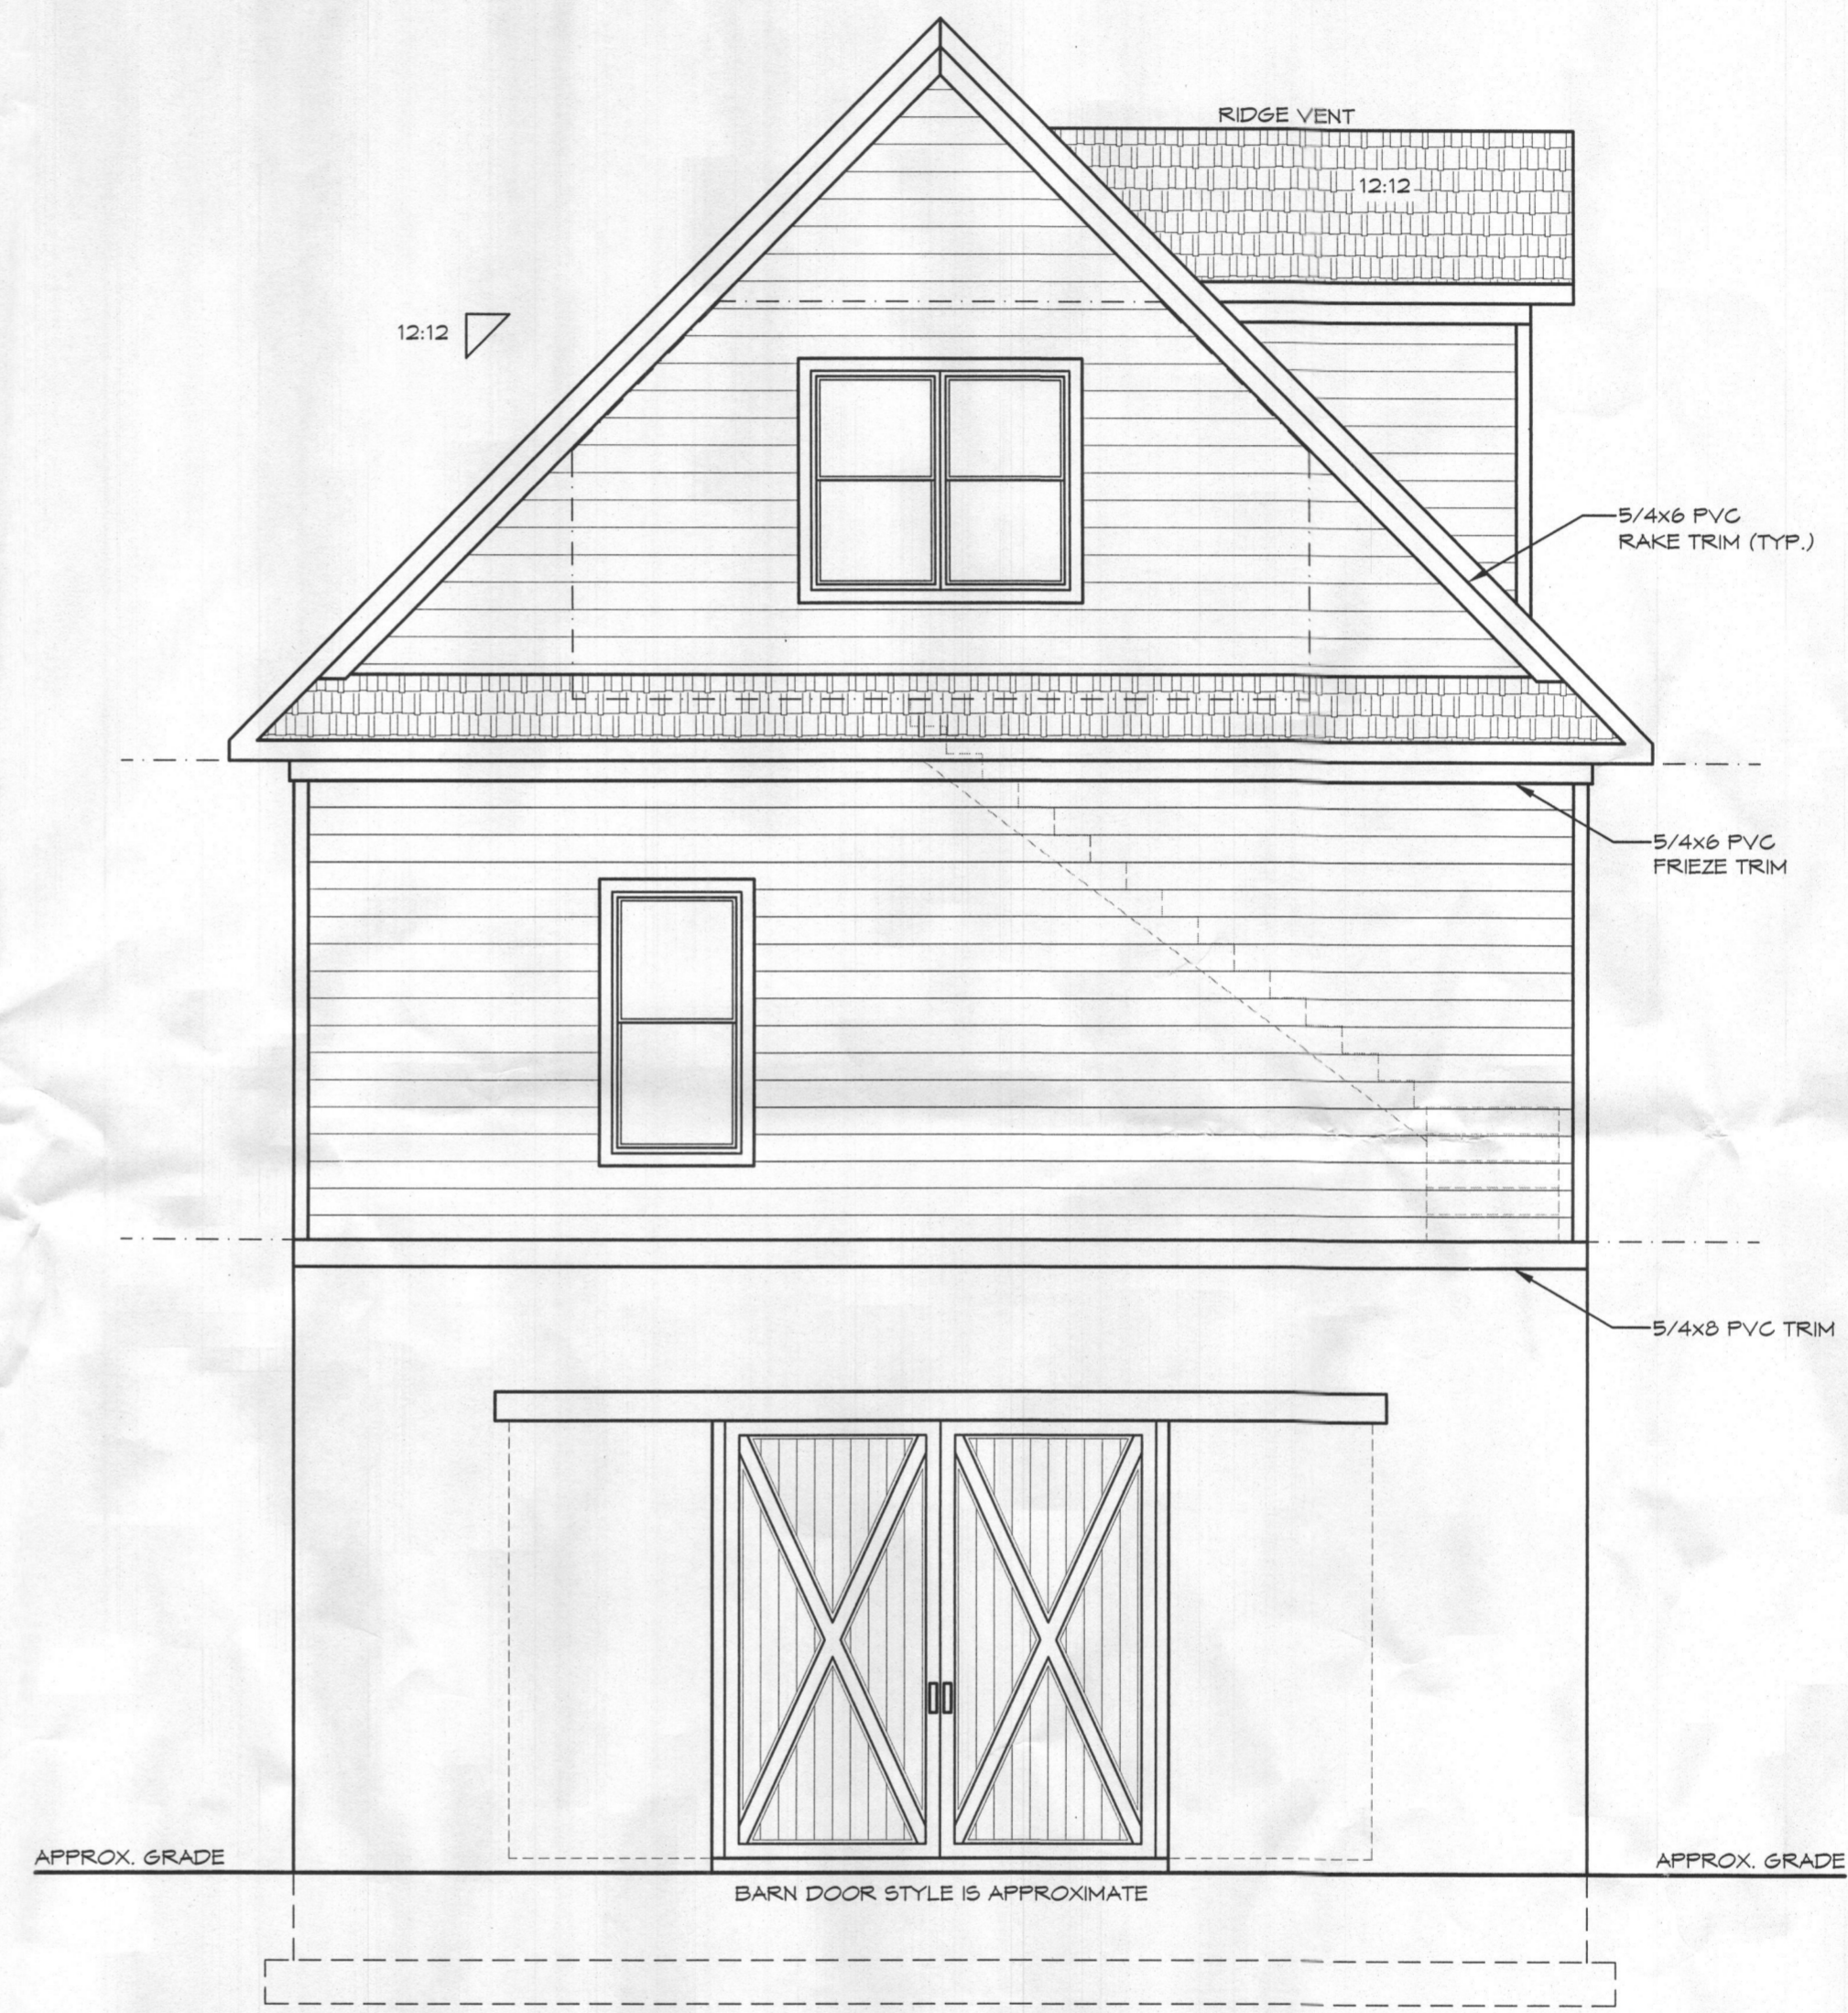 RIDGE VENT
12:12
12:12
5/4x6 PVC
RAKE TRIM (TYP.)
5/4x6 PVC
FRIEZE TRIM
5/4x8 PVC TRIM
APPROX. GRADE
APPROX. GRADE
BARN DOOR STYLE IS APPROXIMATE